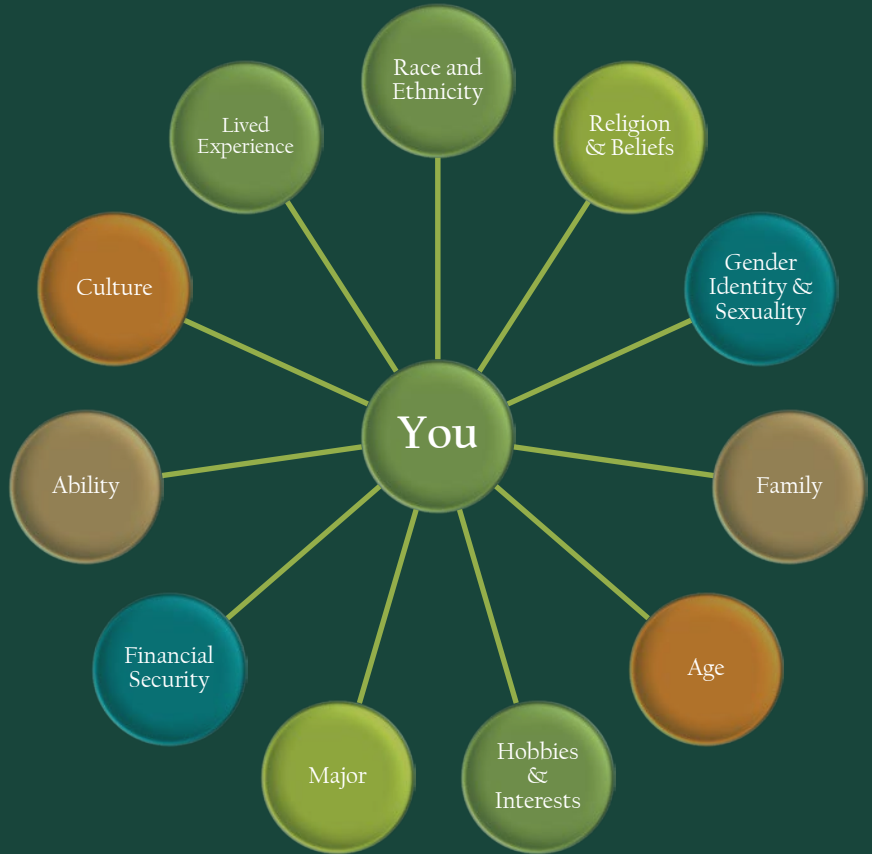 Race and
Ethnicity
Religion
& Beliefs
Gender
Identity &
Sexuality
Family
Age
Hobbies
&
Interests
Major
Financial
Security
Ability
Culture
Lived
Experience
You